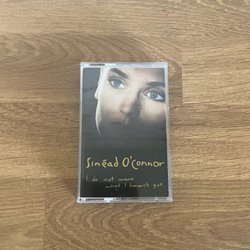 Sinéad O'Connor
i do not want
what i haven't got